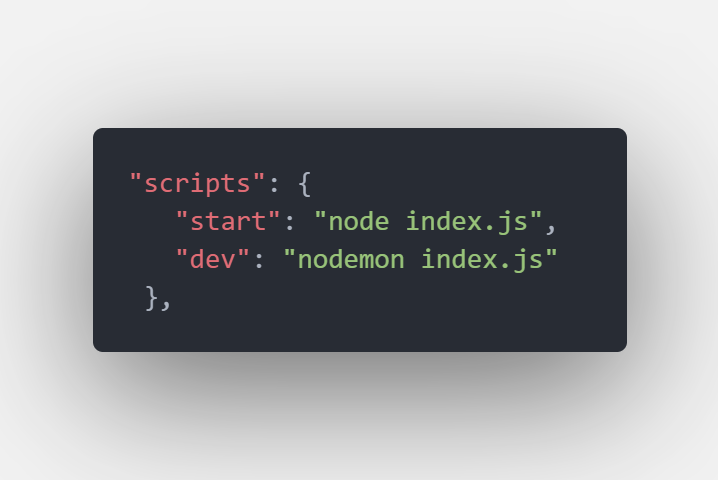 "scripts": {
"start": "node index.js",
"dev": "nodemon index.js"
},